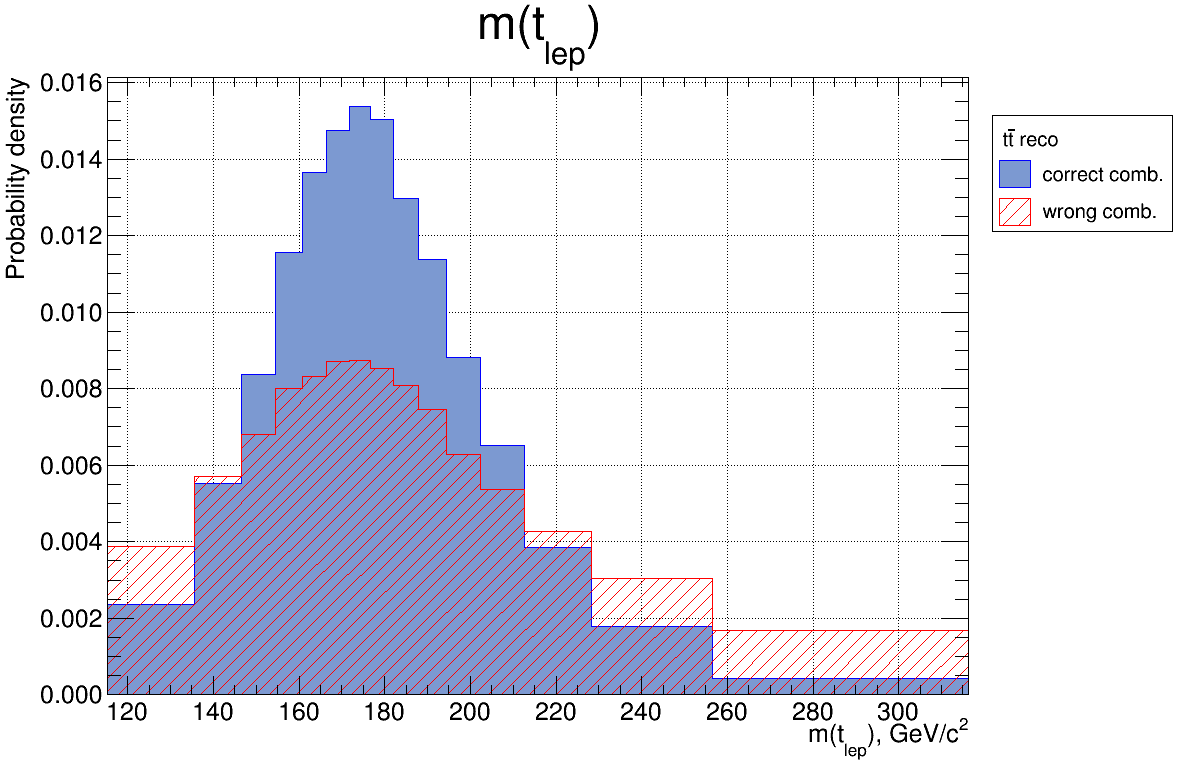 m(t_lep)
Probability density
0.016
0.014
0.012
0.010
0.008
0.006
0.004
0.002
0.000
120 140 160 180 200 220 240 260 280 300
m(t_lep), GeV/c²
tt̄ reco
correct comb.
wrong comb.